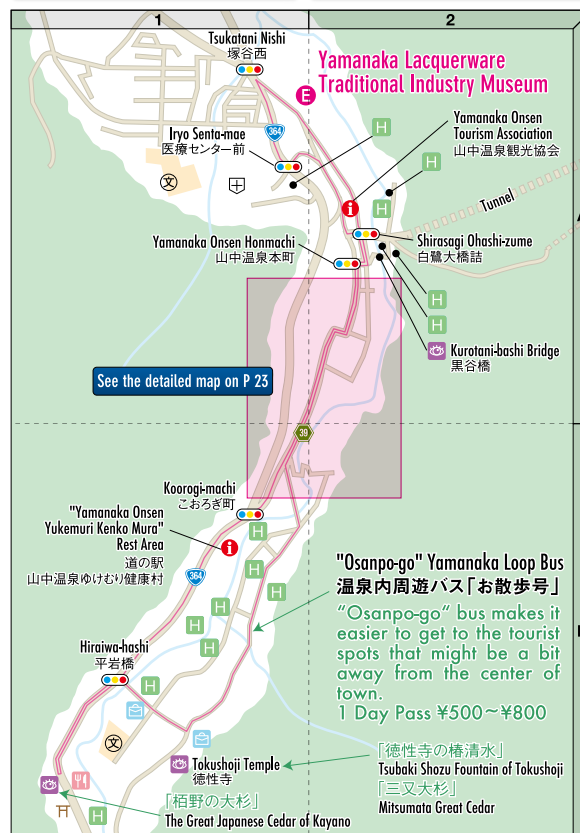 1
2
Tsukatani Nishi
塚谷西
Yamanaka Lacquerware
Traditional Industry Museum
E
364
H
Yamanaka Onsen
Tourism Association
山中温泉観光協会
Iryo Senta-mae
医療センター前
H
文
H
Tunnel
i
A
Yamanaka Onsen Honmachi
山中温泉本町
Shirasagi Ohashi-zume
白鷺大橋詰
H
H
Kurotani-bashi Bridge
黒谷橋
See the detailed map on P 23
39
Koorogi-machi
こおろぎ町
H
"Yamanaka Onsen
Yukemuri Kenko Mura"
Rest Area
道の駅
山中温泉ゆけむり健康村
i
364
H
H
H
H
H
"Osanpo-go" Yamanaka Loop Bus
温泉内周遊バス「お散歩号」
"Osanpo-go" bus makes it
easier to get to the tourist
spots that might be a bit
away from the center of
town.
1 Day Pass ¥500～¥800
Hiraiwa-hashi
平岩橋
H
文
Tokushoji Temple
徳性寺
「徳性寺の椿清水」
Tsubaki Shozu Fountain of Tokushoji
「三又大杉」
Mitsumata Great Cedar
「栢野の大杉」
The Great Japanese Cedar of Kayano
H